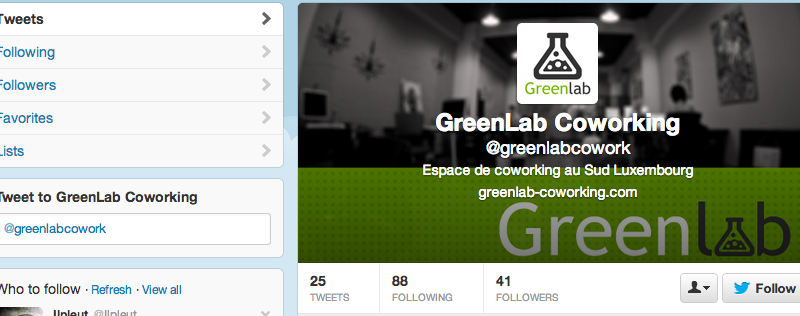 Tweets
Following
Followers
Favorites
Lists
Tweet to GreenLab Coworking
@greenlabcowork
Who to follow · Refresh · View all
Greenlab
GreenLab Coworking
@greenlabcowork
Espace de coworking au Sud Luxembourg
greenlab-coworking.com
Greenlab
25
TWEETS
88
FOLLOWING
41
FOLLOWERS
Follow